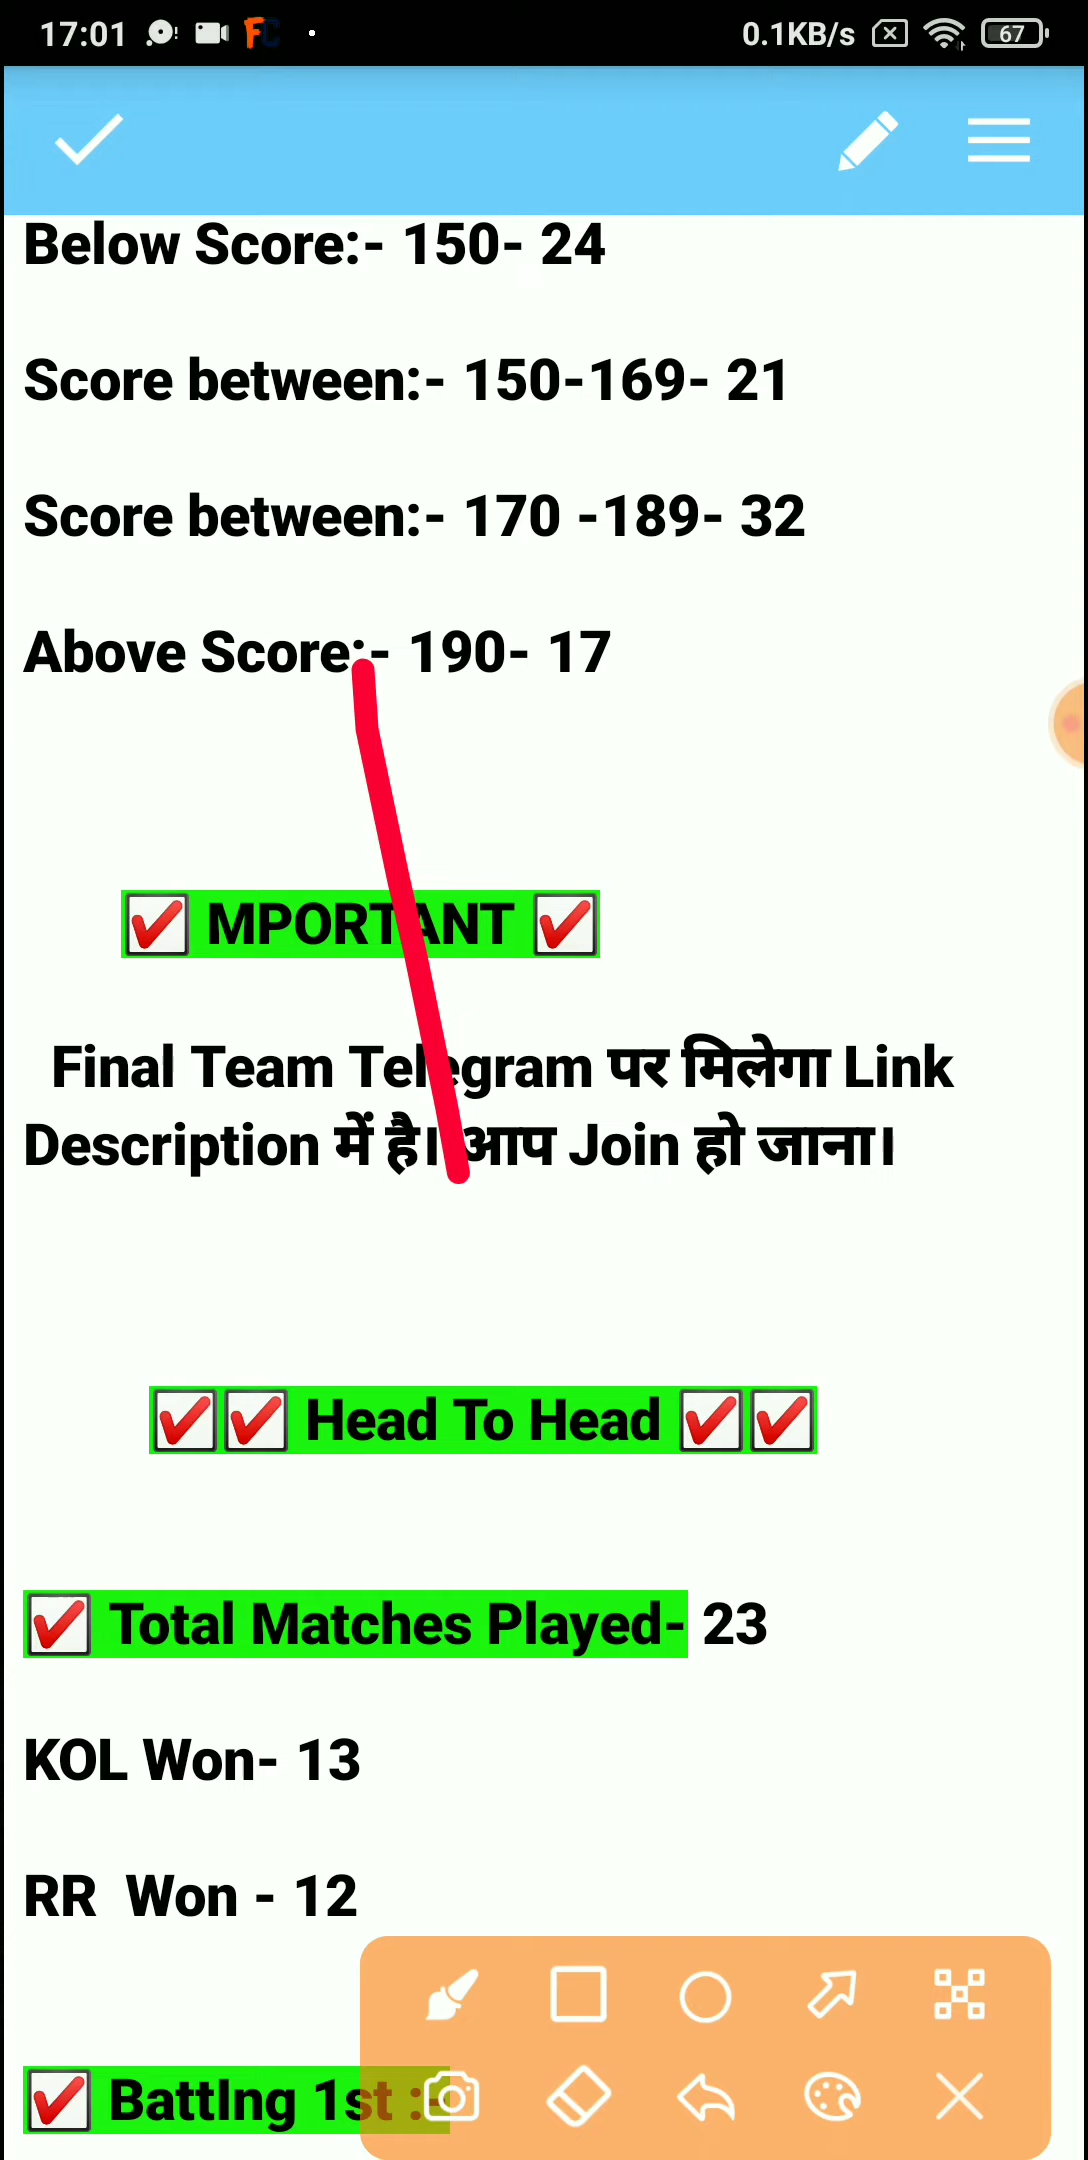 17:01
0.1KB/s
67
Below Score:- 150- 24
Score between:- 150-169- 21
Score between:- 170 -189- 32
Above Score:- 190- 17
✔ MPORTANT ✔
Final Team Telegram पर मिलेगा Link
Description में है। आप Join हो जाना।
✔✔ Head To Head ✔✔
✔ Total Matches Played- 23
KOL Won- 13
RR Won - 12
✔ BattIng 1st :-